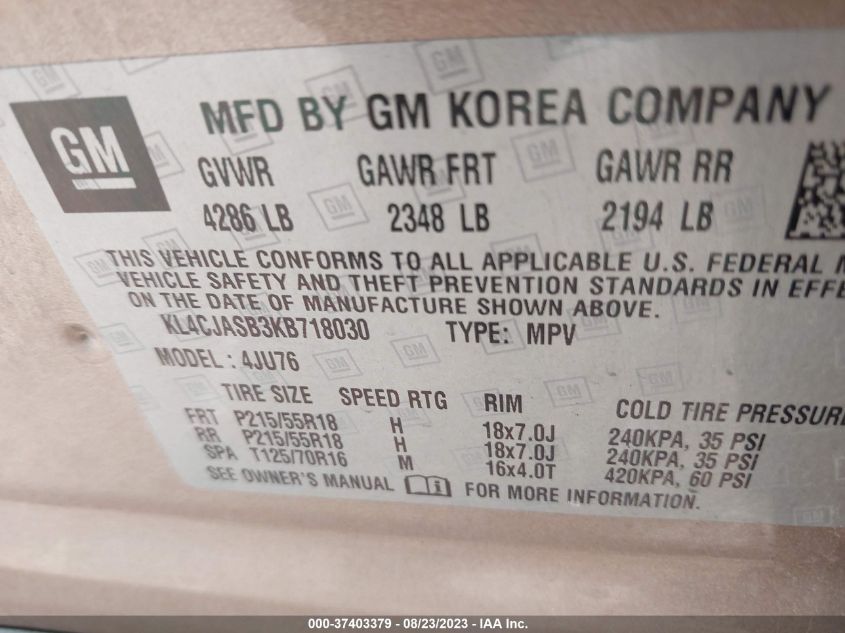 GM
MFD BY GM KOREA COMPANY
GVWR GAWR FRT GAWR RR
4286 LB 2348 LB 2194 LB
THIS VEHICLE CONFORMS TO ALL APPLICABLE U.S. FEDERAL
VEHICLE SAFETY AND THEFT PREVENTION STANDARDS IN EFFE
ON THE DATE OF MANUFACTURE SHOWN ABOVE.
KL4CJASB3KB718030 TYPE: MPV
MODEL : 4JU76
TIRE SIZE SPEED RTG RIM COLD TIRE PRESSURE
FRT P215/55R18 H 18x7.0J 240KPA, 35 PSI
RR P215/55R18 H 18x7.0J 240KPA, 35 PSI
SPA T125/70R16 M 16x4.0T 420KPA, 60 PSI
SEE OWNER'S MANUAL FOR MORE INFORMATION.
000-37403379 - 08/23/2023 - IAA Inc.